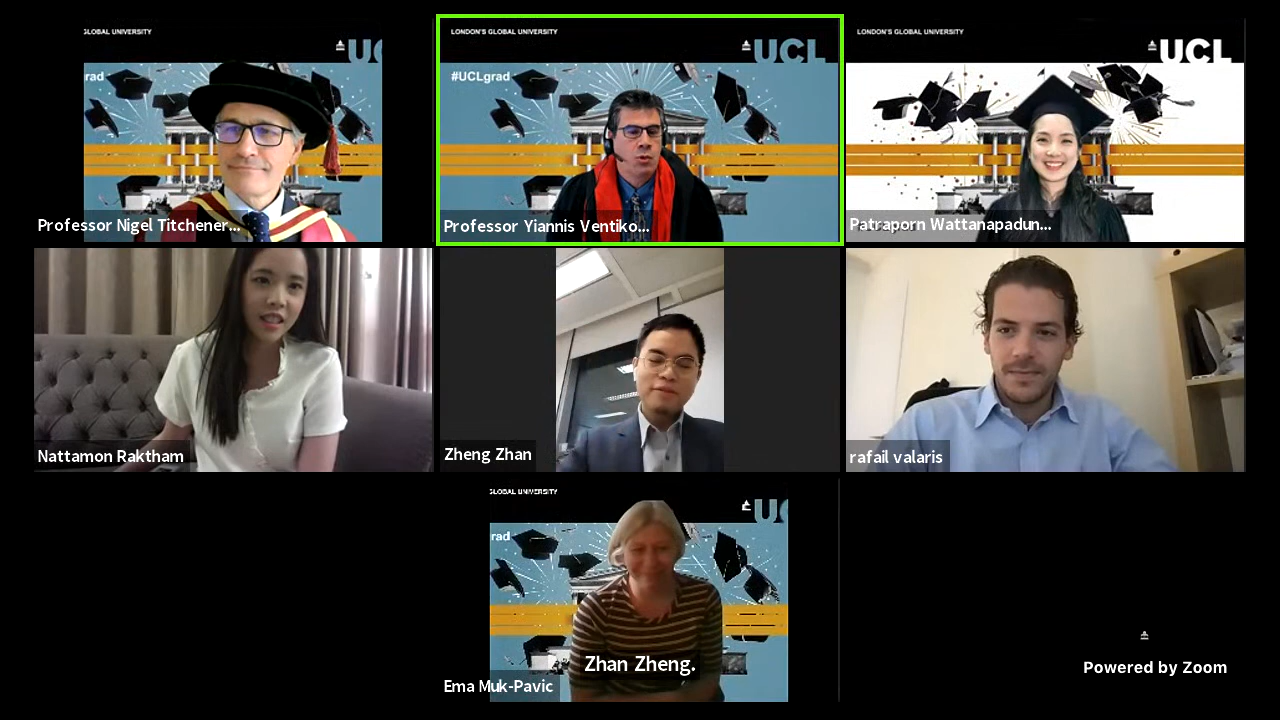 LONDON'S GLOBAL UNIVERSITY
UCL
#UCLgrad
Professor Yiannis Ventiko...
GLOBAL UNIVERSITY
UC
rad
Professor Nigel Titchener...
LONDON'S GLOBAL UNIVERSITY
UCL
Patraporn Wattanapadun...
Nattamon Raktham
Zheng Zhan
rafail valaris
GLOBAL UNIVERSITY
UC
rad
Zhan Zheng.
Ema Muk-Pavic
Powered by Zoom